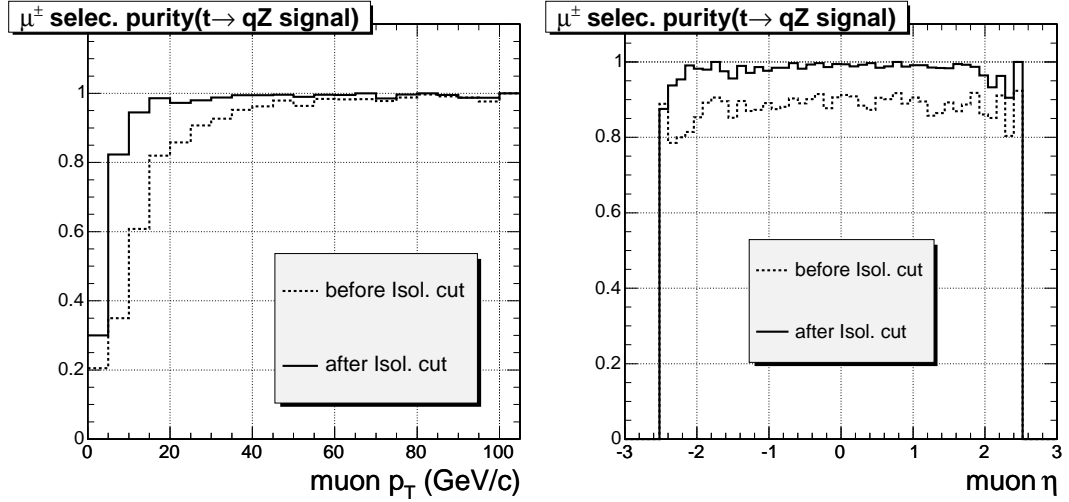 μ± selec. purity(t→ qZ signal)
1
0.8
0.6
0.4
0.2
0
before Isol. cut
after Isol. cut
0 20 40 60 80 100
muon pT (GeV/c)
μ± selec. purity(t→ qZ signal)
1
0.8
0.6
0.4
0.2
0
before Isol. cut
after Isol. cut
-3 -2 -1 0 1 2 3
muon η